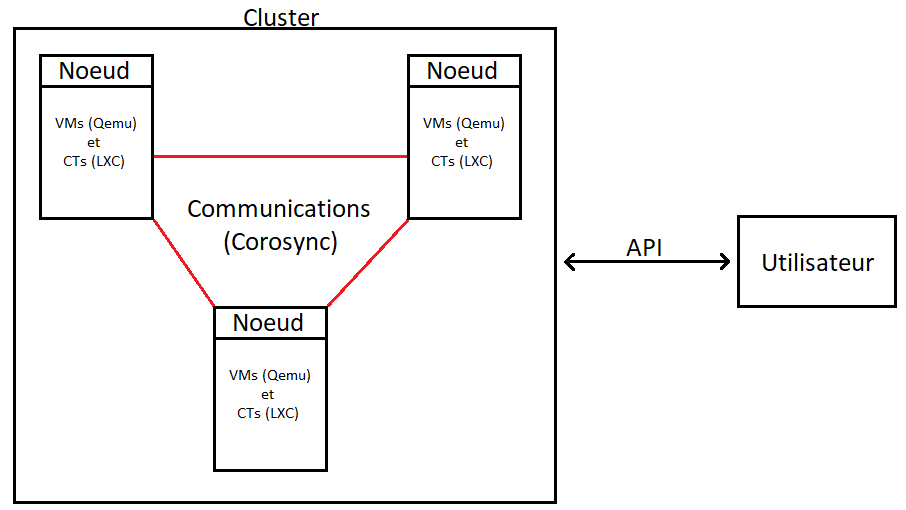 Cluster
Noeud
VMs (Qemu)
et
CTs (LXC)
Noeud
VMs (Qemu)
et
CTs (LXC)
Communications
(Corosync)
API
Utilisateur
Noeud
VMs (Qemu)
et
CTs (LXC)